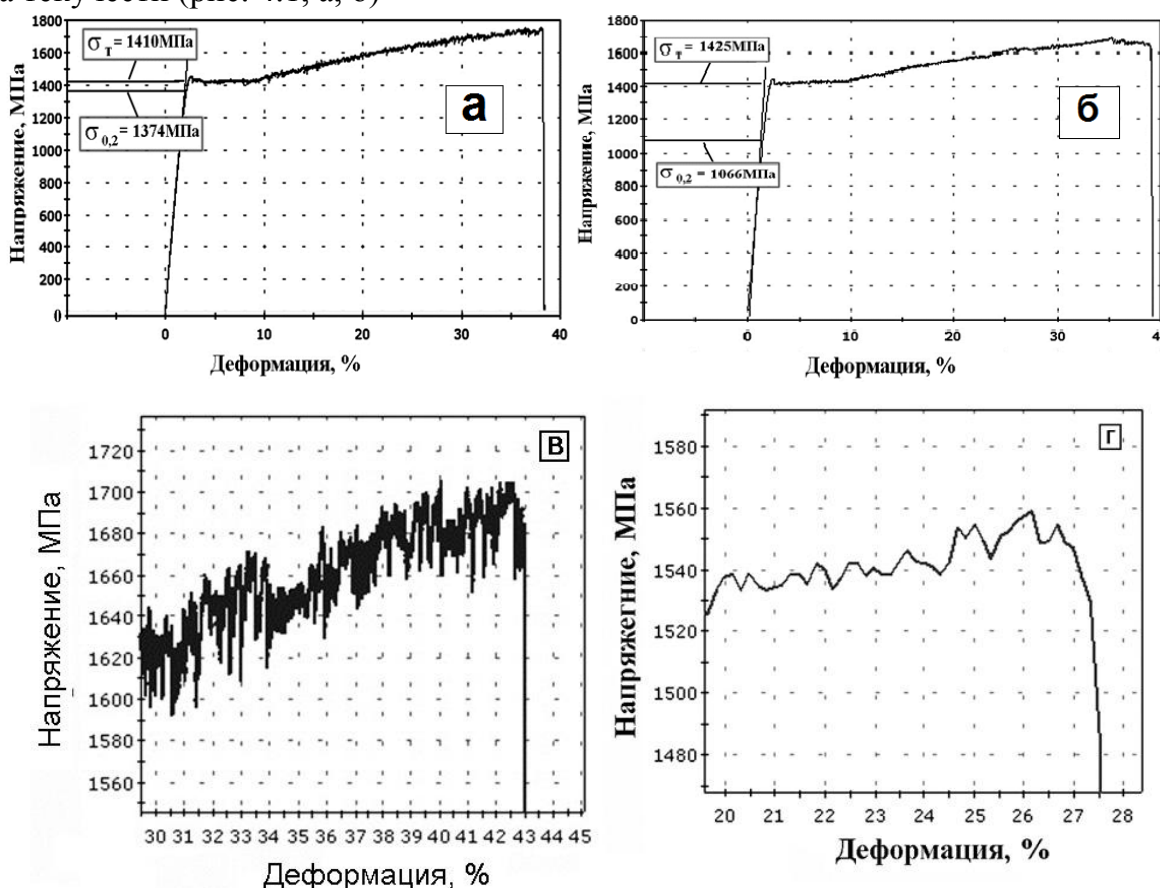 а текучести (рис. 4.1, а, б)
1800
1600
1400
1200
1000
800
600
400
200
0
Напряжение, МПа
σт = 1410МПа
σ0,2 = 1374МПа
а
0 10 20 30 40
Деформация, %
1800
1600
1400
1200
1000
800
600
400
200
0
Напряжение, МПа
σт = 1425МПа
σ0,2 = 1066МПа
б
0 10 20 30
Деформация, %
1720
1700
1680
1660
1640
1620
1600
1580
1560
Напряжение, МПа
в
30 31 32 33 34 35 36 37 38 39 40 41 42 43 44 45
Деформация, %
1580
1560
1540
1520
1500
1480
Напряжегние, МПа
г
20 21 22 23 24 25 26 27 28
Деформация, %